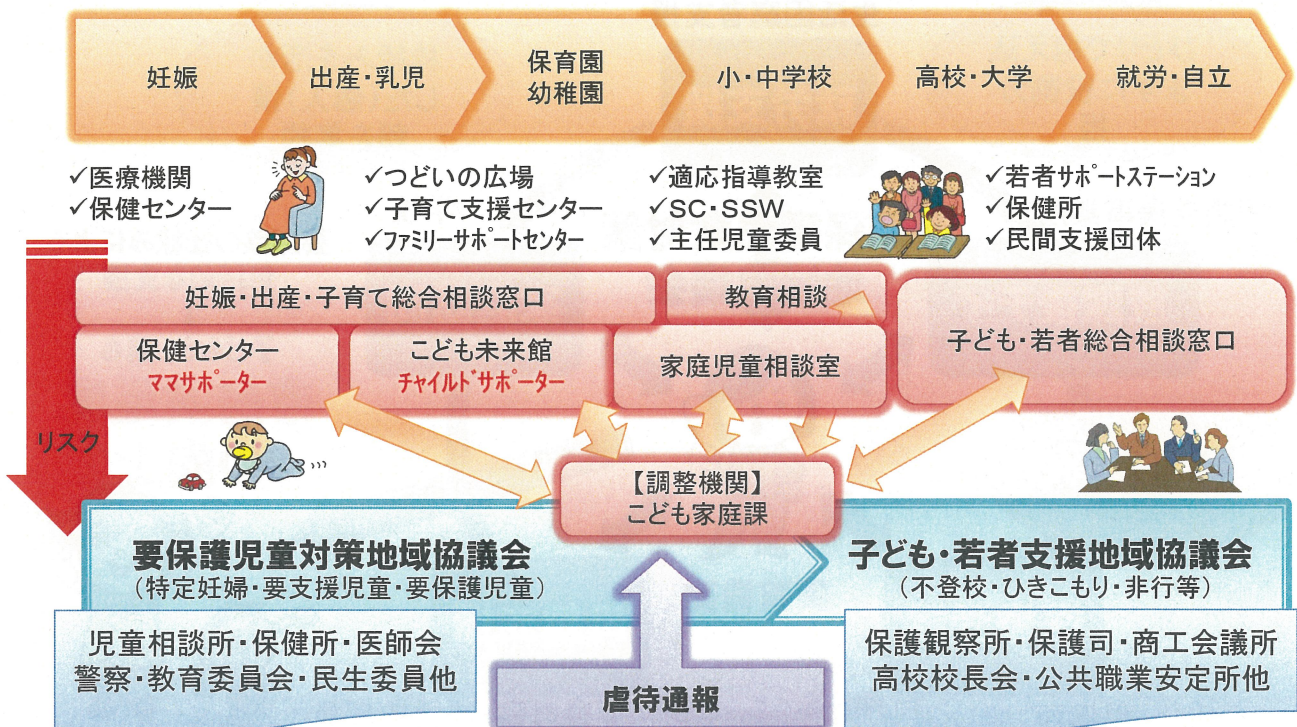 妊娠
出産・乳児
保育園
幼稚園
小・中学校
高校・大学
就労・自立
✓医療機関
✓保健センター
✓つどいの広場
✓子育て支援センター
✓ﾌｧﾐﾘｰｻﾎﾟｰﾄｾﾝﾀｰ
✓適応指導教室
✓SC・SSW
✓主任児童委員
✓若者ｻﾎﾟｰﾄｽﾃｰｼｮﾝ
✓保健所
✓民間支援団体
リスク
妊娠・出産・子育て総合相談窓口
教育相談
子ども・若者総合相談窓口
保健センター
ﾏﾏｻﾎﾟｰﾀｰ
こども未来館
ﾁｬｲﾙﾄﾞｻﾎﾟｰﾀｰ
家庭児童相談室
【調整機関】
こども家庭課
要保護児童対策地域協議会
（特定妊婦・要支援児童・要保護児童）
子ども・若者支援地域協議会
（不登校・ひきこもり・非行等）
児童相談所・保健所・医師会
警察・教育委員会・民生委員他
虐待通報
保護観察所・保護司・商工会議所
高校校長会・公共職業安定所他